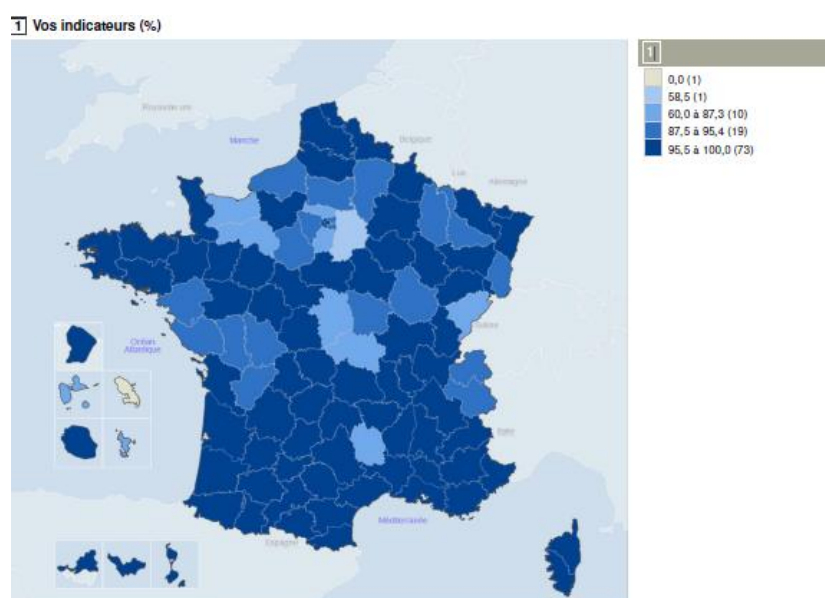 1 Vos indicateurs (%)
1
0,0 (1)
58,5 (1)
60,0 à 87,3 (10)
87,5 à 95,4 (19)
95,5 à 100,0 (73)
Manche
Belgique
Lux
Allemagne
Suisse
Océan
Atlantique
Italie
Méditerranée
Espagne